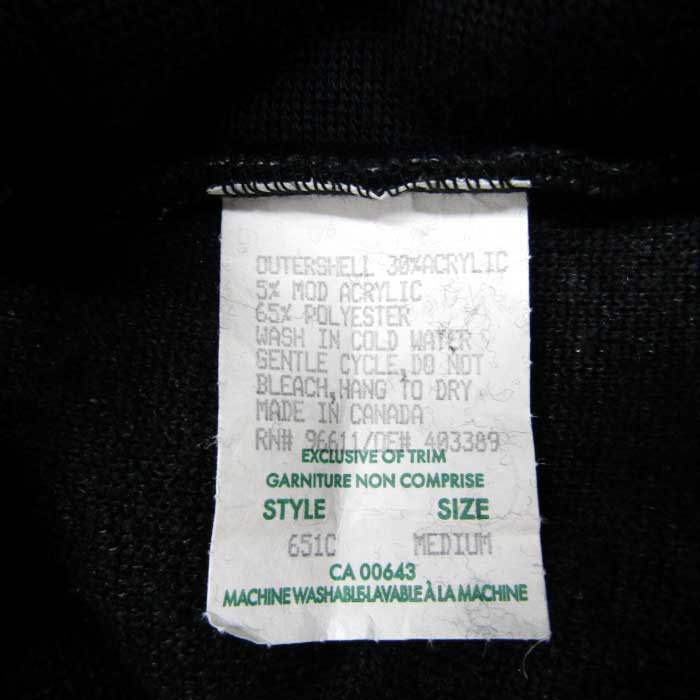 OUTERSHELL 30%ACRYLIC
5% MOD ACRYLIC
65% POLYESTER
WASH IN COLD WATER
GENTLE CYCLE,DO NOT
BLEACH,HANG TO DRY
MADE IN CANADA
RN# 96611/DE# 403389
EXCLUSIVE OF TRIM
GARNITURE NON COMPRISE
STYLE SIZE
651C MEDIUM
CA 00643
MACHINE WASHABLE-LAVABLE À LA MACHINE